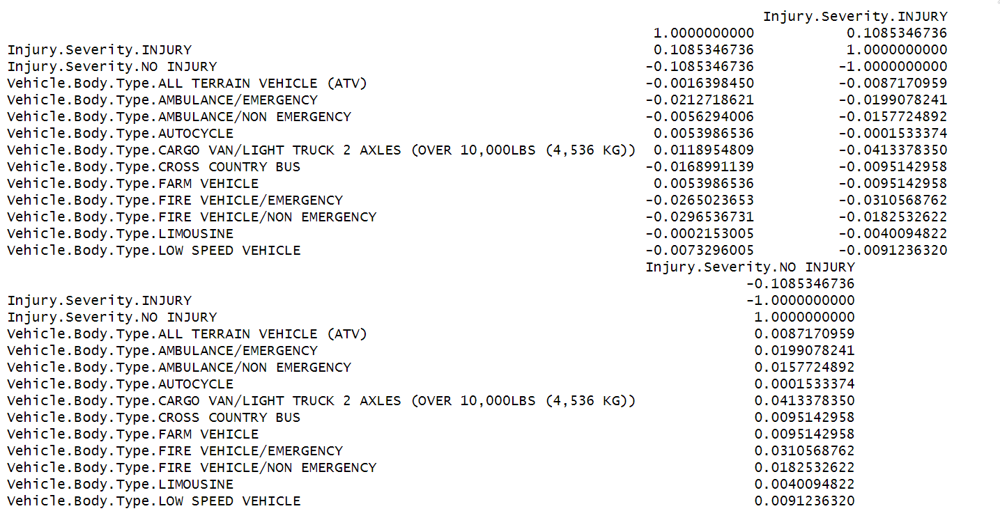 Injury.Severity.INJURY
1.0000000000 0.1085346736
Injury.Severity.INJURY 0.1085346736 1.0000000000
Injury.Severity.NO INJURY -0.1085346736 -1.0000000000
Vehicle.Body.Type.ALL TERRAIN VEHICLE (ATV) -0.0016398450 -0.0087170959
Vehicle.Body.Type.AMBULANCE/EMERGENCY -0.0212718621 -0.0199078241
Vehicle.Body.Type.AMBULANCE/NON EMERGENCY -0.0056294006 -0.0157724892
Vehicle.Body.Type.AUTOCYCLE 0.0053986536 -0.0001533374
Vehicle.Body.Type.CARGO VAN/LIGHT TRUCK 2 AXLES (OVER 10,000LBS (4,536 KG)) 0.0118954809 -0.0413378350
Vehicle.Body.Type.CROSS COUNTRY BUS -0.0168991139 -0.0095142958
Vehicle.Body.Type.FARM VEHICLE 0.0053986536 -0.0095142958
Vehicle.Body.Type.FIRE VEHICLE/EMERGENCY -0.0265023653 -0.0310568762
Vehicle.Body.Type.FIRE VEHICLE/NON EMERGENCY -0.0296536731 -0.0182532622
Vehicle.Body.Type.LIMOUSINE -0.0002153005 -0.0040094822
Vehicle.Body.Type.LOW SPEED VEHICLE -0.0073296005 -0.0091236320
Injury.Severity.NO INJURY
-0.1085346736
Injury.Severity.INJURY -1.0000000000
Injury.Severity.NO INJURY 1.0000000000
Vehicle.Body.Type.ALL TERRAIN VEHICLE (ATV) 0.0087170959
Vehicle.Body.Type.AMBULANCE/EMERGENCY 0.0199078241
Vehicle.Body.Type.AMBULANCE/NON EMERGENCY 0.0157724892
Vehicle.Body.Type.AUTOCYCLE 0.0001533374
Vehicle.Body.Type.CARGO VAN/LIGHT TRUCK 2 AXLES (OVER 10,000LBS (4,536 KG)) 0.0413378350
Vehicle.Body.Type.CROSS COUNTRY BUS 0.0095142958
Vehicle.Body.Type.FARM VEHICLE 0.0095142958
Vehicle.Body.Type.FIRE VEHICLE/EMERGENCY 0.0310568762
Vehicle.Body.Type.FIRE VEHICLE/NON EMERGENCY 0.0182532622
Vehicle.Body.Type.LIMOUSINE 0.0040094822
Vehicle.Body.Type.LOW SPEED VEHICLE 0.0091236320